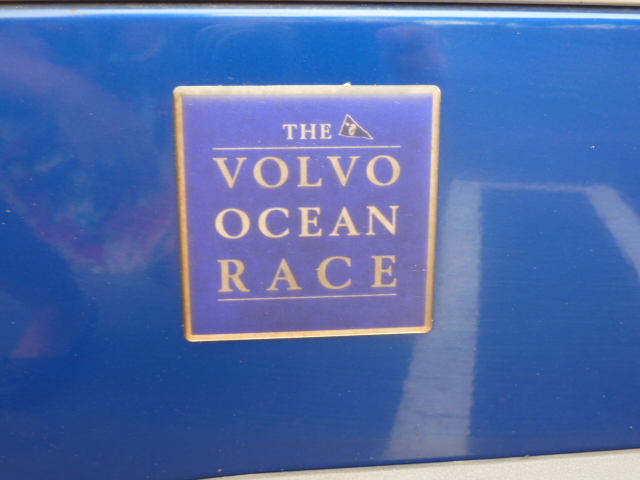 THE
VOLVO
OCEAN
RACE